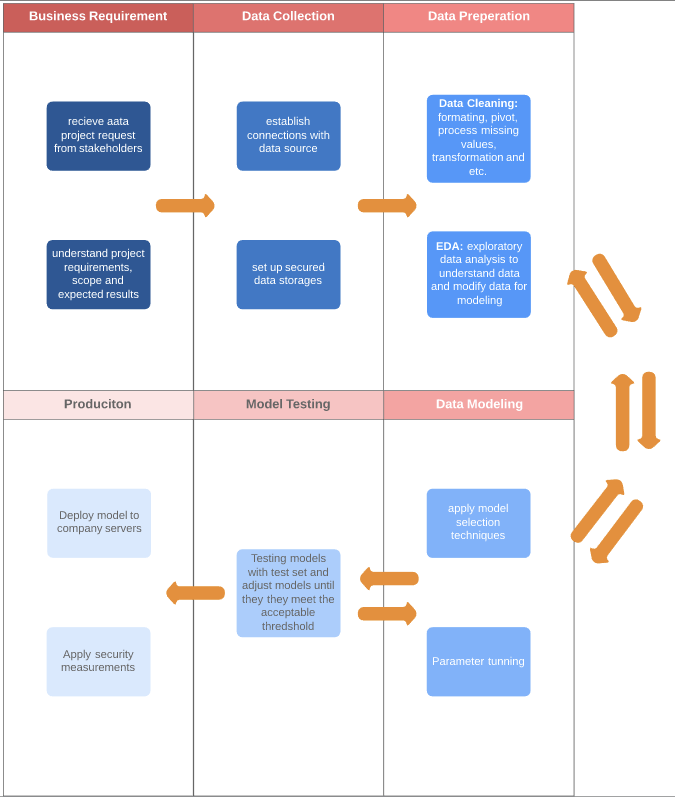 Business Requirement
Data Collection
Data Preperation
recieve aata
project request
from stakeholders
establish
connections with
data source
Data Cleaning:
formating, pivot,
process missing
values,
transformation and
etc.
understand project
requirements,
scope and
expected results
set up secured
data storages
EDA: exploratory
data analysis to
understand data
and modify data for
modeling
Produciton
Model Testing
Data Modeling
Deploy model to
company servers
Testing models
with test set and
adjust models until
they they meet the
acceptable
thredshold
apply model
selection
techniques
Apply security
measurements
Parameter tunning